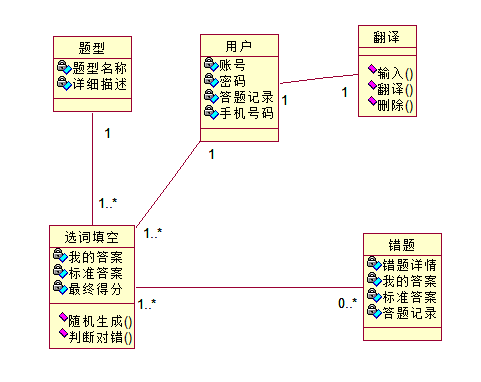 题型
题型名称
详细描述
用户
账号
密码
答题记录
手机号码
翻译
输入()
翻译()
删除()
1
1
1
1
1..*
1..*
选词填空
我的答案
标准答案
最终得分
随机生成()
判断对错()
1..*
0..*
错题
错题详情
我的答案
标准答案
答题记录